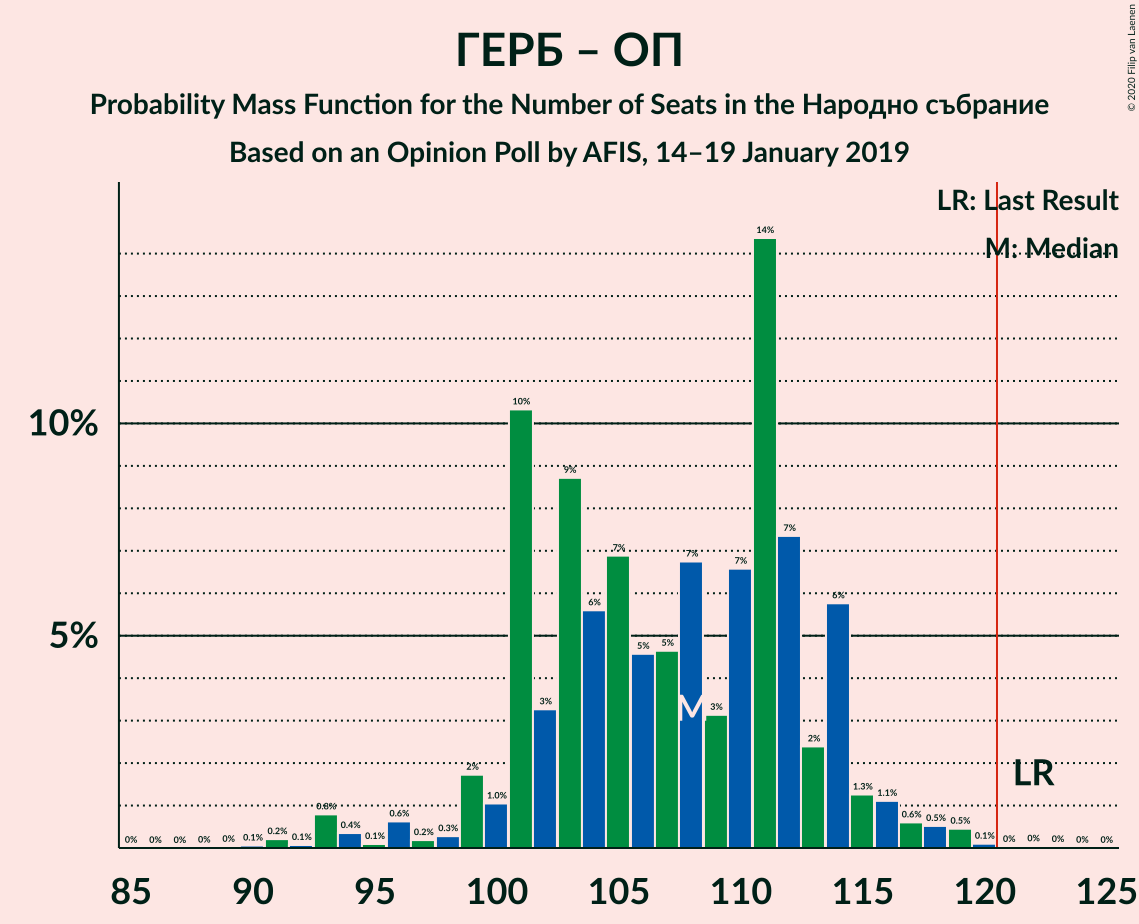 ГЕРБ – ОП
Probability Mass Function for the Number of Seats in the Народно събрание
Based on an Opinion Poll by AFIS, 14–19 January 2019
© 2020 Filip van Laenen
LR: Last Result
M: Median
10%
5%
0% 0% 0% 0% 0% 0.1% 0.2% 0.1% 0.8% 0.4% 0.1% 0.6% 0.2% 0.3% 2% 1.0% 10% 3% 9% 6% 7% 5% 5% 7% 3% 7% 14% 7% 2% 6% 1.3% 1.1% 0.6% 0.5% 0.5% 0.1% 0% 0% 0% 0% 0%
M
LR
85 90 95 100 105 110 115 120 125